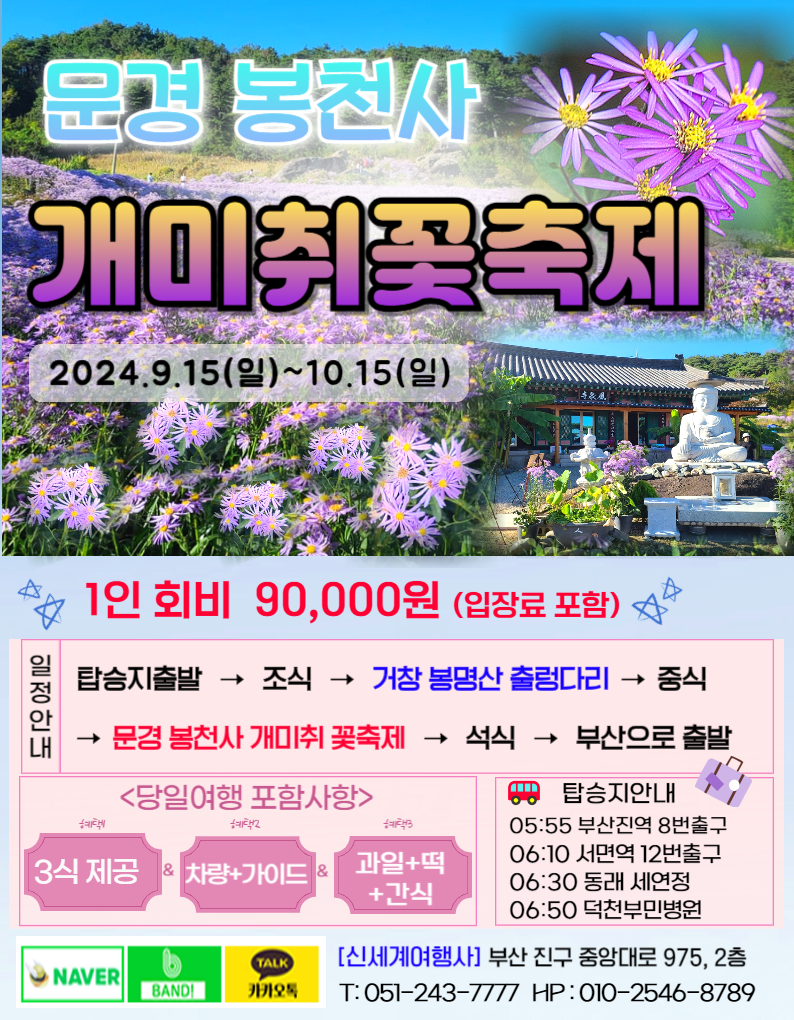 문경 봉천사
개미취꽃축제
2024.9.15(일)~10.15(일)
1인 회비 90,000원 (입장료 포함)
일정안내
탑승지출발 → 조식 → 거창 봉명산 출렁다리 → 중식
→ 문경 봉천사 개미취 꽃축제 → 석식 → 부산으로 출발
<당일여행 포함사항>
혜택1 혜택2 혜택3
3식 제공 & 차량+가이드 & 과일+떡
+간식
탑승지안내
05:55 부산진역 8번출구
06:10 서면역 12번출구
06:30 동래 세연정
06:50 덕천부민병원
NAVER
BAND!
TALK
카카오톡
[신세계여행사] 부산 진구 중앙대로 975, 2층
T: 051-243-7777 HP : 010-2546-8789